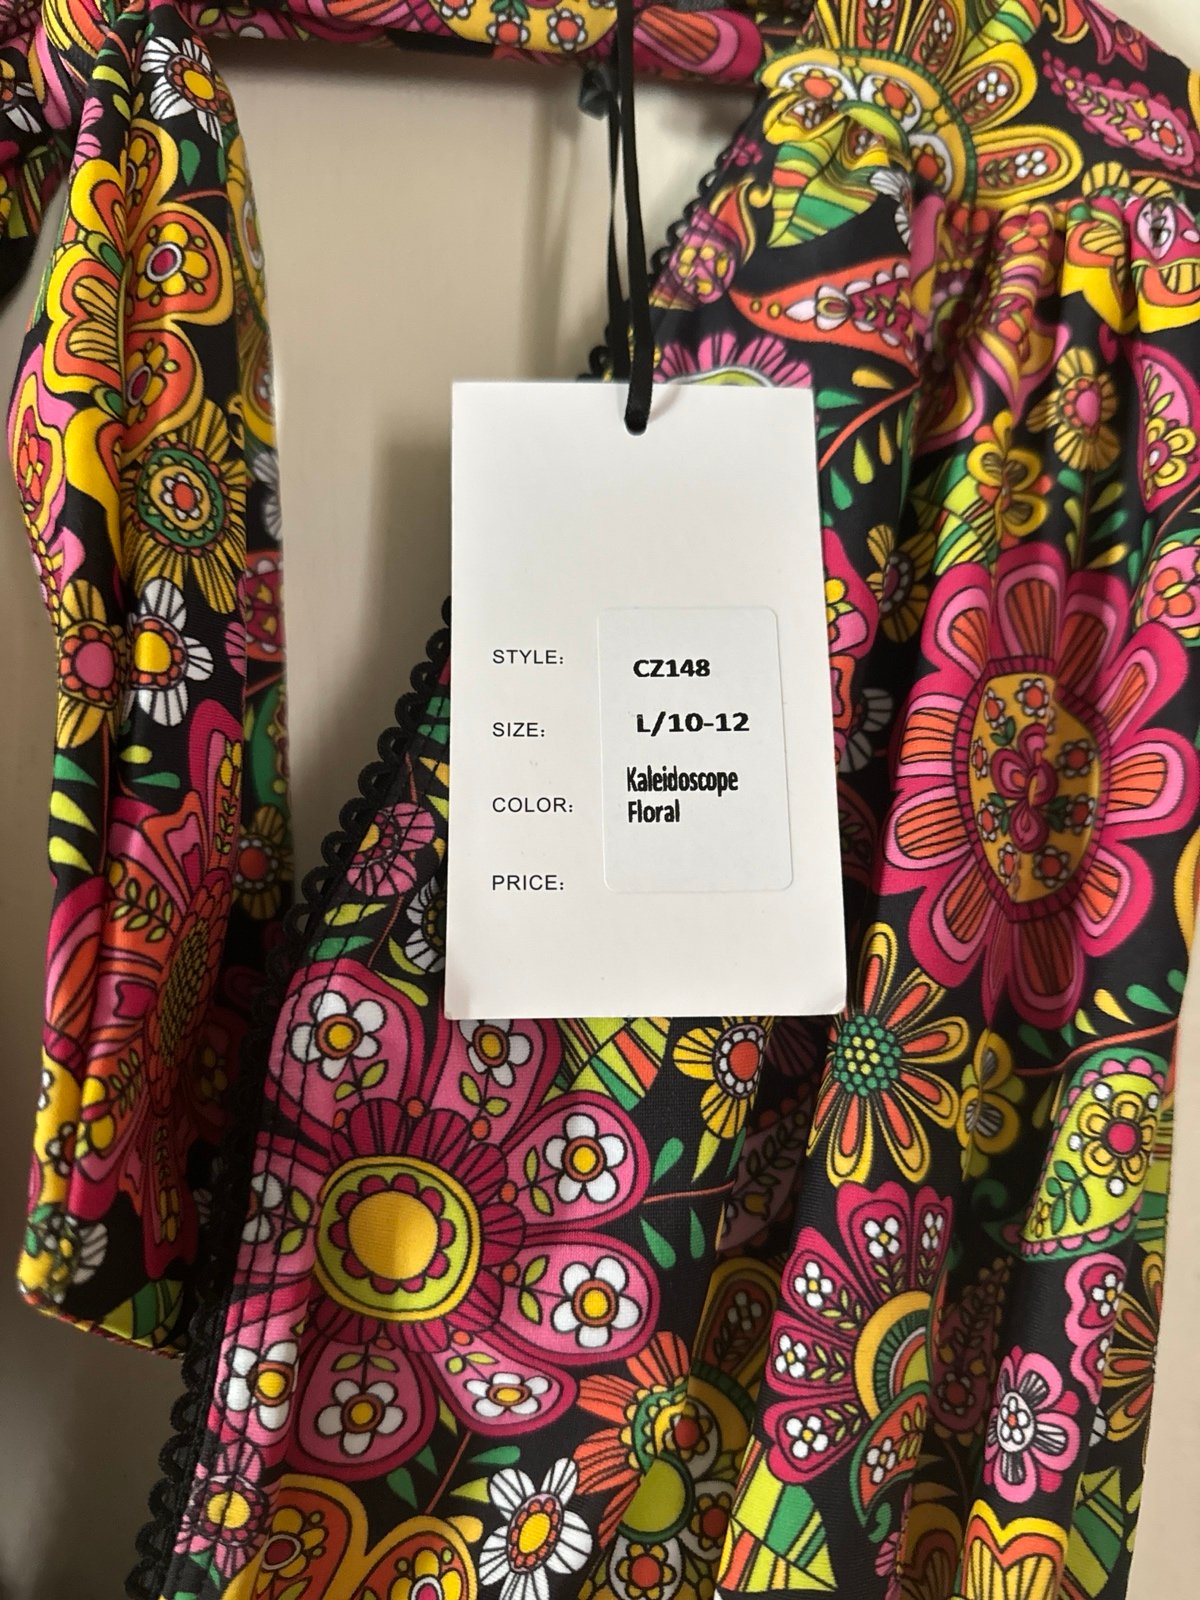 STYLE: CZ148
SIZE: L/10-12
COLOR: Kaleidoscope
Floral
PRICE: